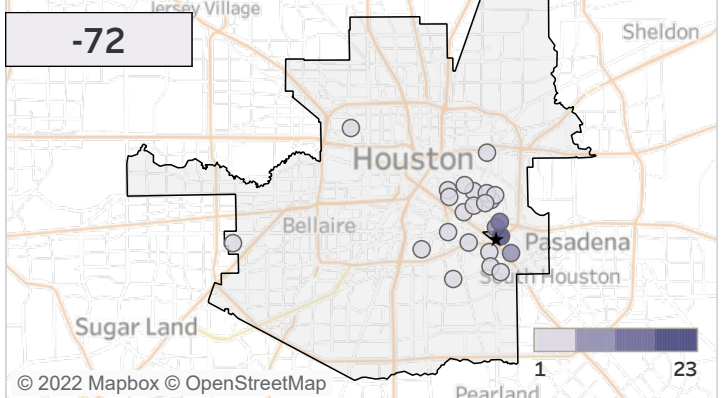 Jersey Village
-72
Sheldon
Houston
Bellaire
Pasadena
South Houston
Sugar Land
1
23
© 2022 Mapbox © OpenStreetMap
Pearland